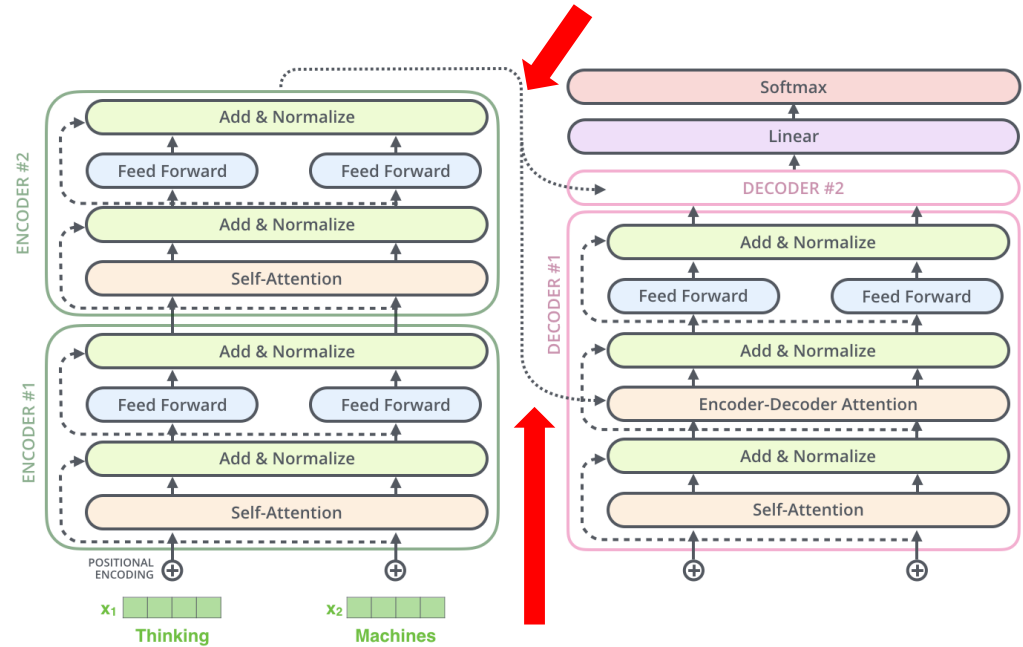 ENCODER #2
Add & Normalize
Feed Forward
Feed Forward
Add & Normalize
Self-Attention
ENCODER #1
Add & Normalize
Feed Forward
Feed Forward
Add & Normalize
Self-Attention
POSITIONAL
ENCODING
x₁
x₂
Thinking
Machines
Softmax
Linear
DECODER #2
DECODER #1
Add & Normalize
Feed Forward
Feed Forward
Add & Normalize
Encoder-Decoder Attention
Add & Normalize
Self-Attention